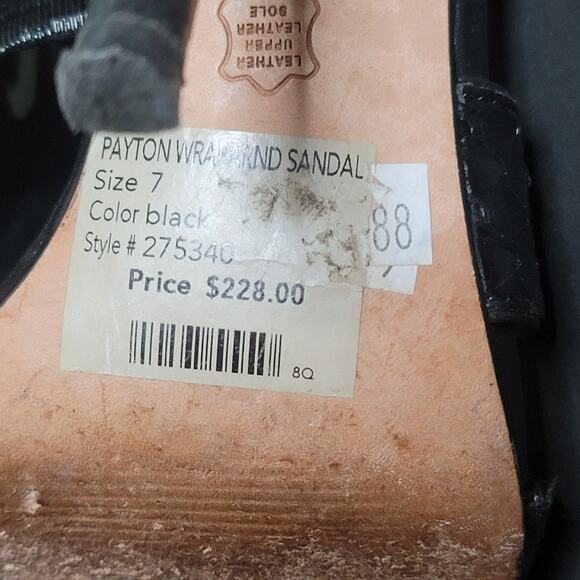 LEATHER
UPPER
LEATHER
SOLE
PAYTON SANDAL
Size 7
Color black
Style # 275340
88
Price $228.00
8Q